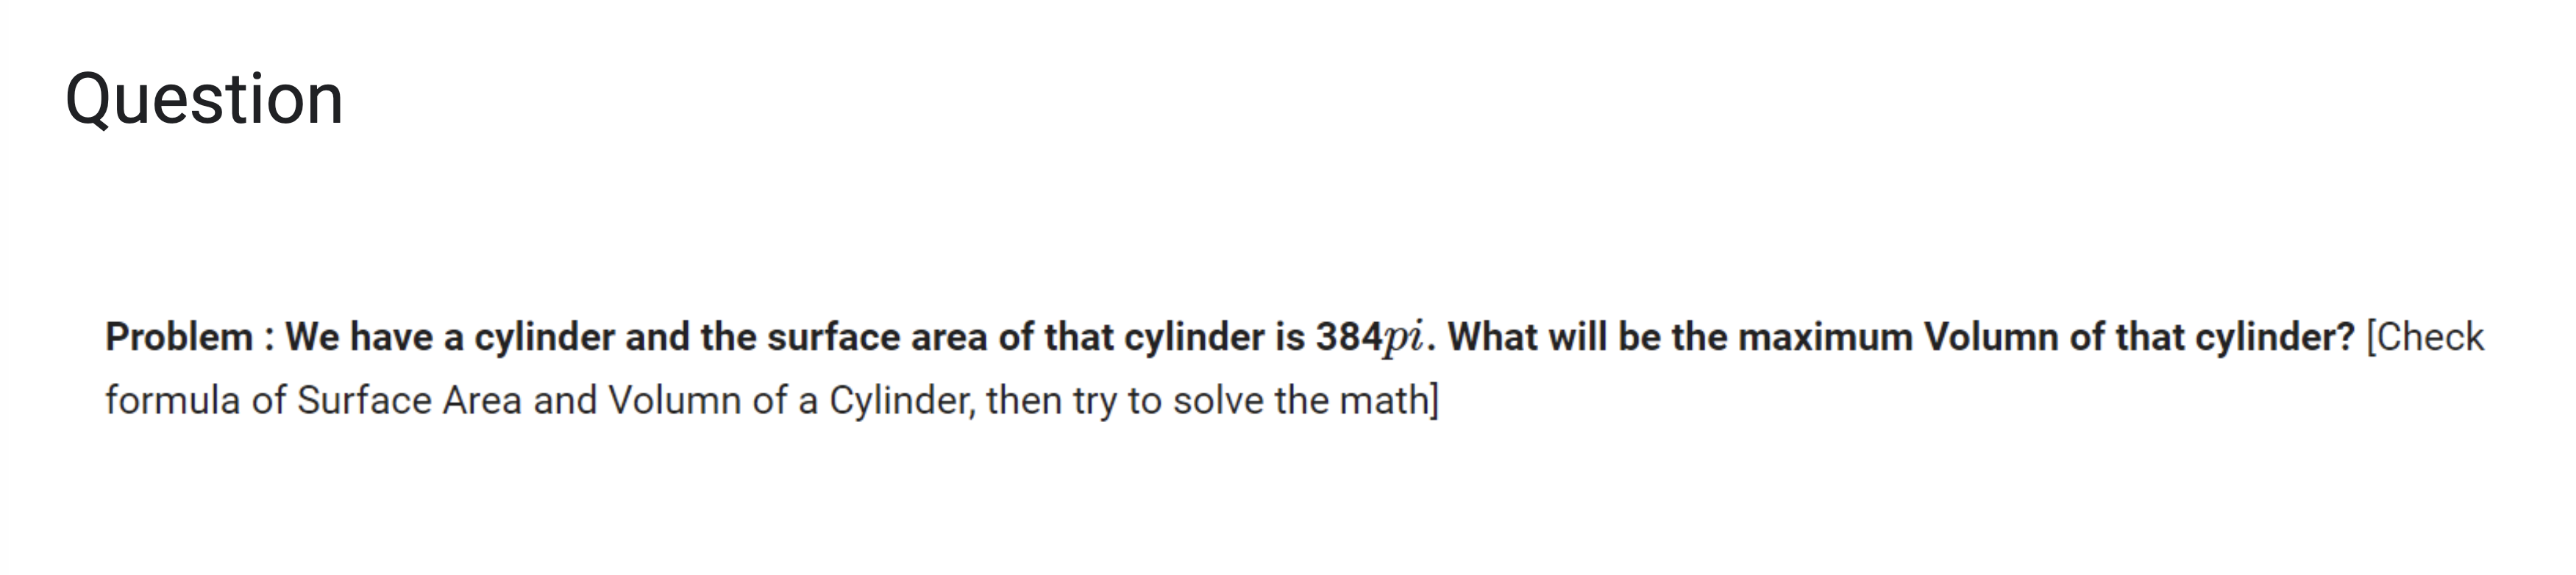 Question
Problem : We have a cylinder and the surface area of that cylinder is 384pi. What will be the maximum Volumn of that cylinder? [Check
formula of Surface Area and Volumn of a Cylinder, then try to solve the math]